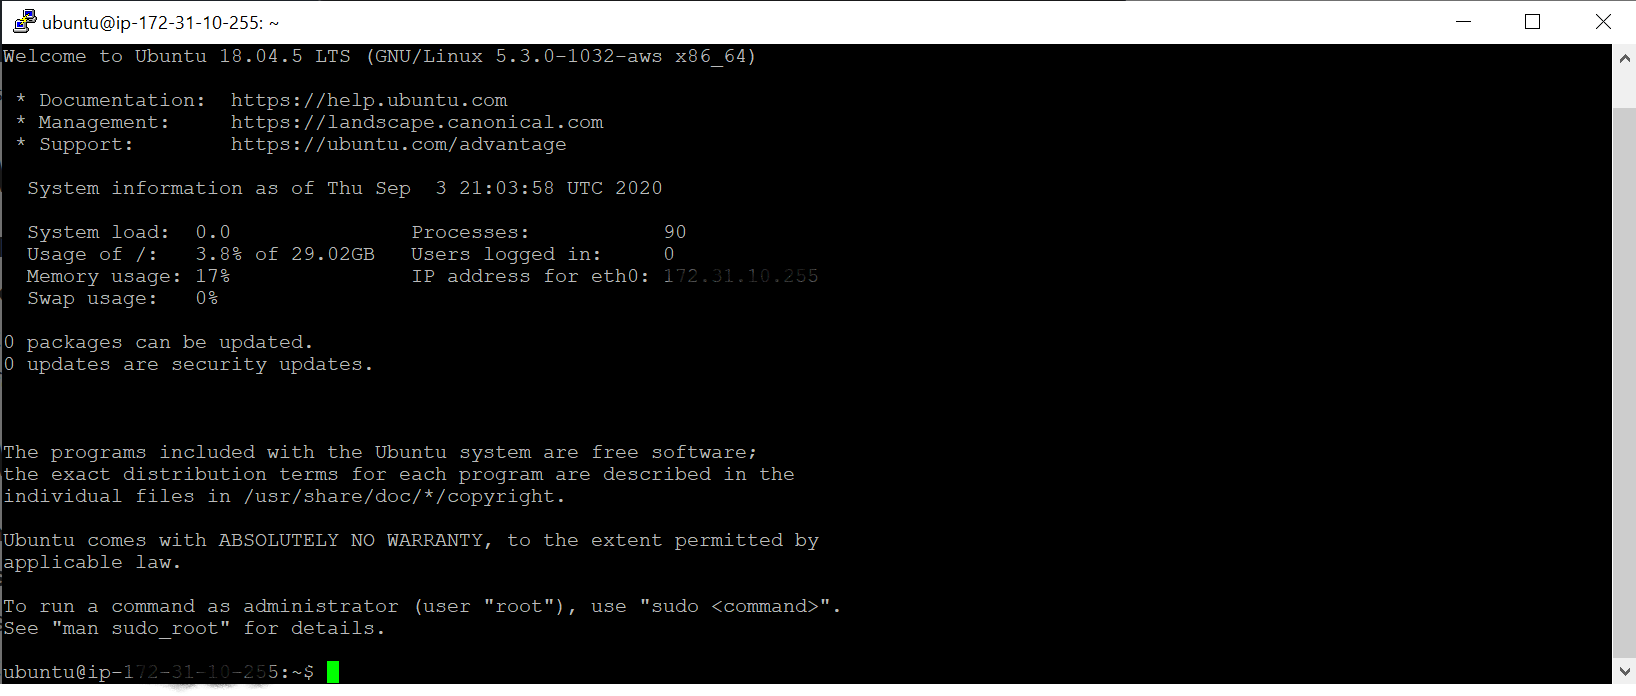 ubuntu@ip-172-31-10-255: ~
Welcome to Ubuntu 18.04.5 LTS (GNU/Linux 5.3.0-1032-aws x86_64)
* Documentation:  https://help.ubuntu.com
* Management:     https://landscape.canonical.com
* Support:        https://ubuntu.com/advantage
System information as of Thu Sep  3 21:03:58 UTC 2020
System load:  0.0               Processes:           90
Usage of /:   3.8% of 29.02GB   Users logged in:     0
Memory usage: 17%               IP address for eth0: 172.31.10.255
Swap usage:   0%
0 packages can be updated.
0 updates are security updates.
The programs included with the Ubuntu system are free software;
the exact distribution terms for each program are described in the
individual files in /usr/share/doc/*/copyright.
Ubuntu comes with ABSOLUTELY NO WARRANTY, to the extent permitted by
applicable law.
To run a command as administrator (user "root"), use "sudo <command>".
See "man sudo_root" for details.
ubuntu@ip-172-31-10-255:~$